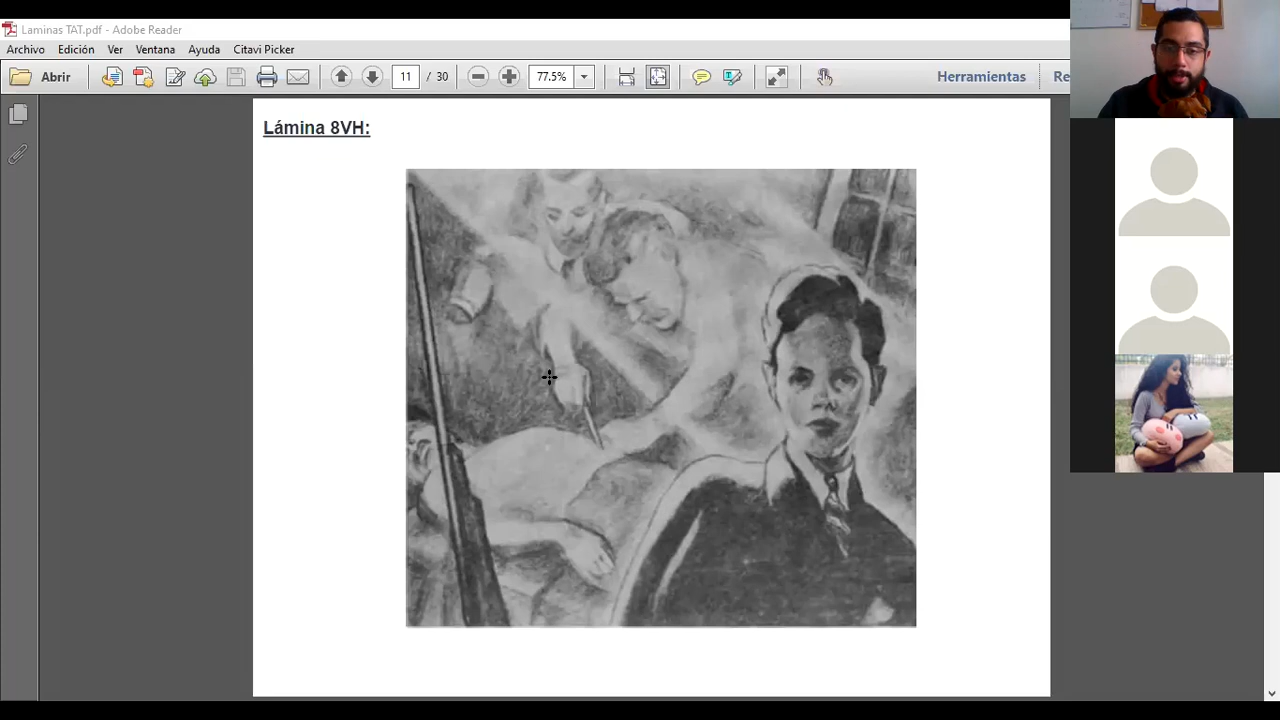 Laminas TAT.pdf - Adobe Reader
Archivo Edición Ver Ventana Ayuda Citavi Picker
Abrir 11 / 30 77.5% Herramientas Re
Lámina 8VH: